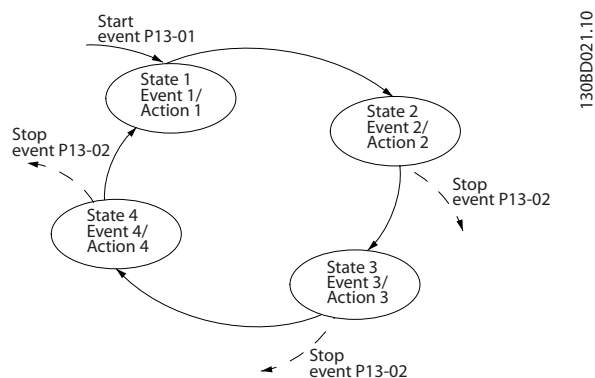 Start
event P13-01
State 1
Event 1/
Action 1
State 2
Event 2/
Action 2
Stop
event P13-02
State 3
Event 3/
Action 3
Stop
event P13-02
State 4
Event 4/
Action 4
Stop
event P13-02
130BD021.10